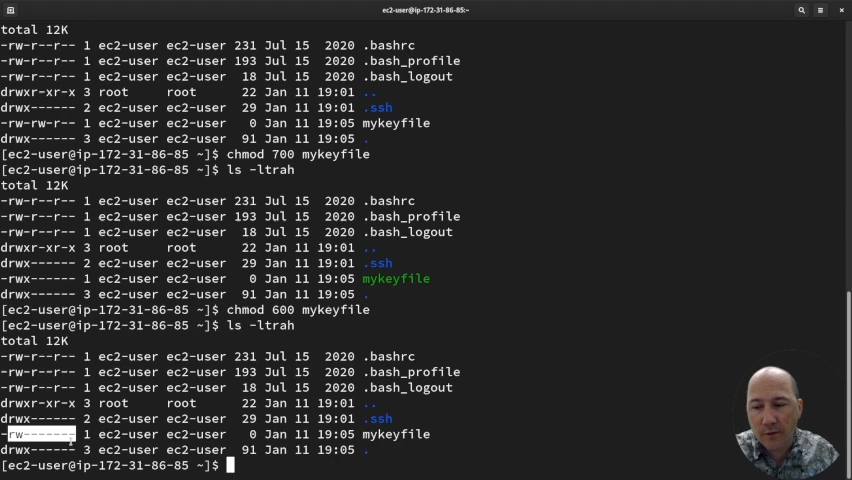 ec2-user@ip-172-31-86-85:~
total 12K
-rw-r--r-- 1 ec2-user ec2-user 231 Jul 15  2020 .bashrc
-rw-r--r-- 1 ec2-user ec2-user 193 Jul 15  2020 .bash_profile
-rw-r--r-- 1 ec2-user ec2-user  18 Jul 15  2020 .bash_logout
drwxr-xr-x 3 root     root      22 Jan 11 19:01 ..
drwx------ 2 ec2-user ec2-user  29 Jan 11 19:01 .ssh
-rw-rw-r-- 1 ec2-user ec2-user   0 Jan 11 19:05 mykeyfile
drwx------ 3 ec2-user ec2-user  91 Jan 11 19:05 .
[ec2-user@ip-172-31-86-85 ~]$ chmod 700 mykeyfile
[ec2-user@ip-172-31-86-85 ~]$ ls -ltrah
total 12K
-rw-r--r-- 1 ec2-user ec2-user 231 Jul 15  2020 .bashrc
-rw-r--r-- 1 ec2-user ec2-user 193 Jul 15  2020 .bash_profile
-rw-r--r-- 1 ec2-user ec2-user  18 Jul 15  2020 .bash_logout
drwxr-xr-x 3 root     root      22 Jan 11 19:01 ..
drwx------ 2 ec2-user ec2-user  29 Jan 11 19:01 .ssh
-rwx------ 1 ec2-user ec2-user   0 Jan 11 19:05 mykeyfile
drwx------ 3 ec2-user ec2-user  91 Jan 11 19:05 .
[ec2-user@ip-172-31-86-85 ~]$ chmod 600 mykeyfile
[ec2-user@ip-172-31-86-85 ~]$ ls -ltrah
total 12K
-rw-r--r-- 1 ec2-user ec2-user 231 Jul 15  2020 .bashrc
-rw-r--r-- 1 ec2-user ec2-user 193 Jul 15  2020 .bash_profile
-rw-r--r-- 1 ec2-user ec2-user  18 Jul 15  2020 .bash_logout
drwxr-xr-x 3 root     root      22 Jan 11 19:01 ..
drwx------ 2 ec2-user ec2-user  29 Jan 11 19:01 .ssh
-rw------- 1 ec2-user ec2-user   0 Jan 11 19:05 mykeyfile
drwx------ 3 ec2-user ec2-user  91 Jan 11 19:05 .
[ec2-user@ip-172-31-86-85 ~]$